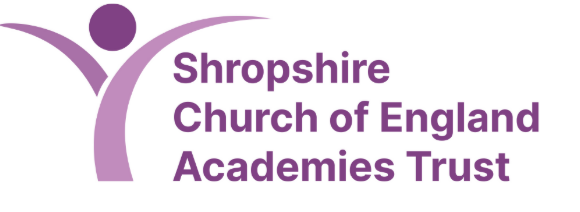 Shropshire
Church of England
Academies Trust